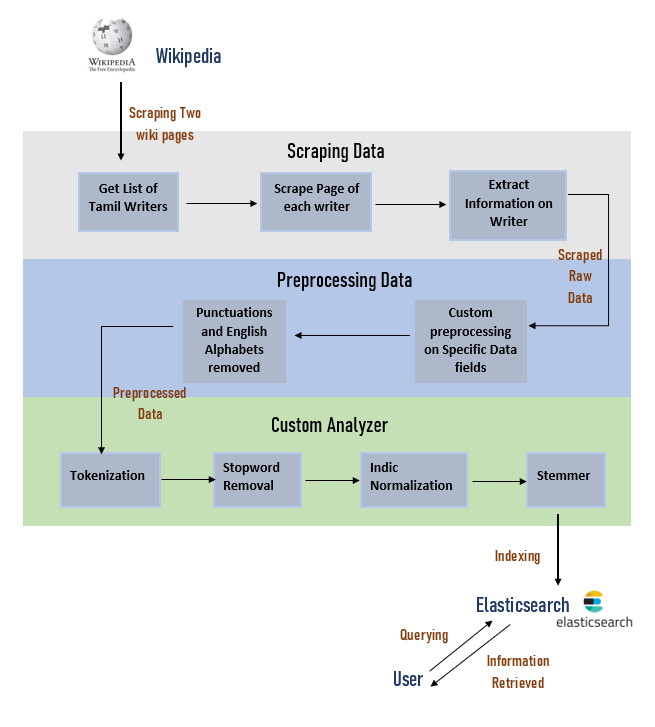 WIKIPEDIA
The Free Encyclopedia
Wikipedia
Scraping Two
wiki pages
Scraping Data
Get List of
Tamil Writers
Scrape Page of
each writer
Extract
Information on
Writer
Scraped
Raw
Data
Preprocessing Data
Punctuations
and English
Alphabets
removed
Custom
preprocessing
on Specific Data
fields
Preprocessed
Data
Custom Analyzer
Tokenization
Stopword
Removal
Indic
Normalization
Stemmer
Indexing
Elasticsearch
elasticsearch
Querying
User
Information
Retrieved